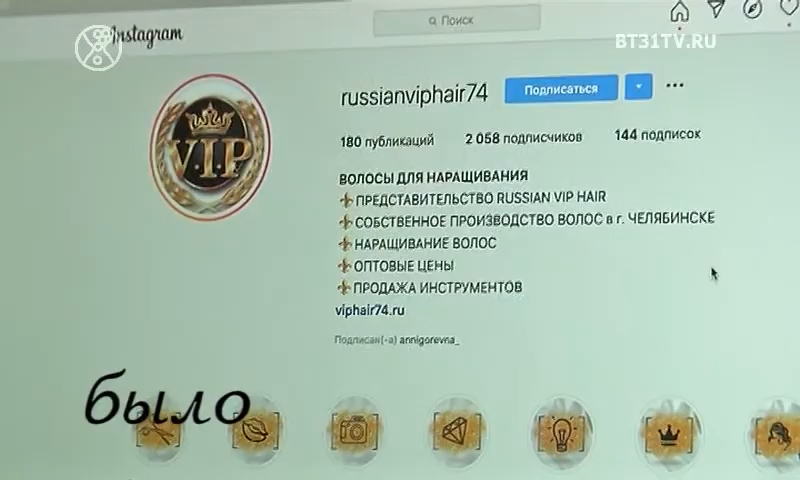 Instagram
Поиск
BT31TV.RU
V.I.P
russianviphair74 Подписаться
180 публикаций 2 058 подписчиков 144 подписок
ВОЛОСЫ ДЛЯ НАРАЩИВАНИЯ
ПРЕДСТАВИТЕЛЬСТВО RUSSIAN VIP HAIR
СОБСТВЕННОЕ ПРОИЗВОДСТВО ВОЛОС в г. ЧЕЛЯБИНСКЕ
НАРАЩИВАНИЕ ВОЛОС
ОПТОВЫЕ ЦЕНЫ
ПРОДАЖА ИНСТРУМЕНТОВ
viphair74.ru
Подписан(-а) annigorevna_
было